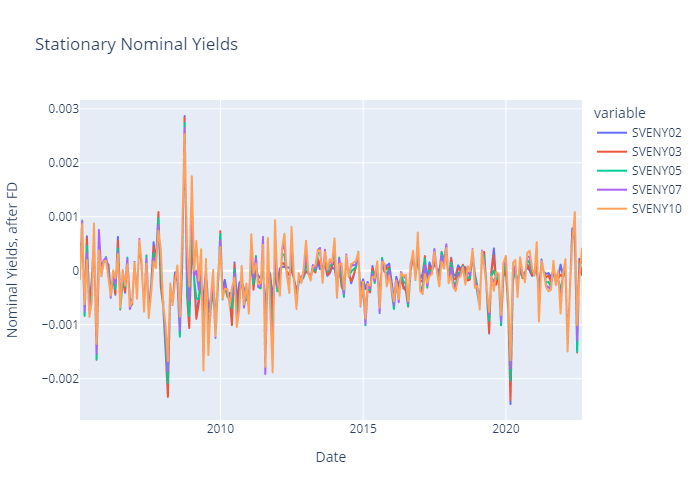 Stationary Nominal Yields
variable
SVENY02
SVENY03
SVENY05
SVENY07
SVENY10
Nominal Yields, after FD
0.003
0.002
0.001
0
−0.001
−0.002
2010
2015
2020
Date